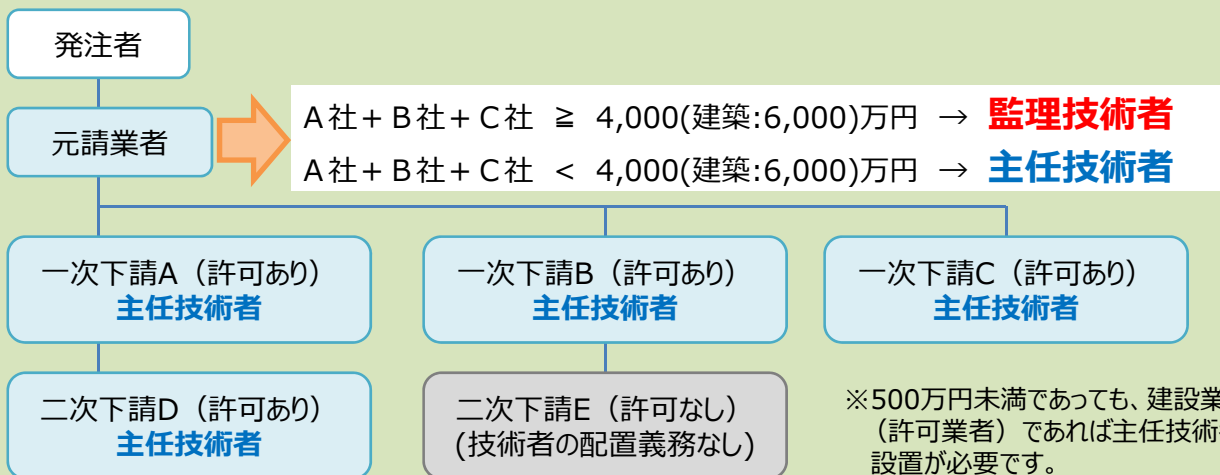 発注者
元請業者
A社+B社+C社 ≧ 4,000(建築:6,000)万円 → 監理技術者
A社+B社+C社 < 4,000(建築:6,000)万円 → 主任技術者
一次下請A（許可あり）
主任技術者
一次下請B（許可あり）
主任技術者
一次下請C（許可あり）
主任技術者
二次下請D（許可あり）
主任技術者
二次下請E（許可なし）
(技術者の配置義務なし)
※500万円未満であっても、建設業
（許可業者）であれば主任技術
設置が必要です。